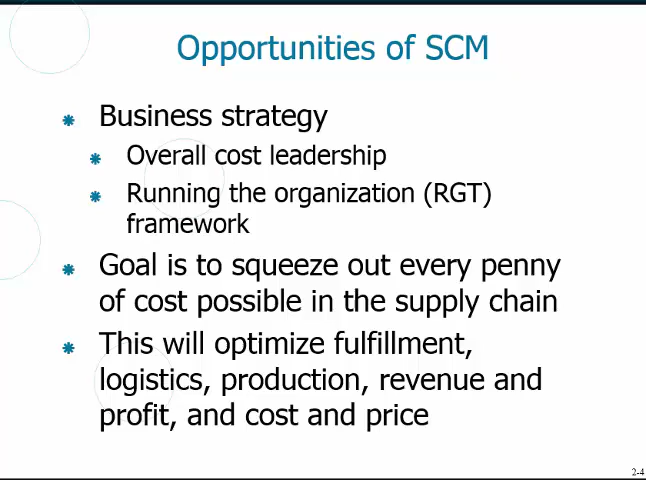 Opportunities of SCM
Business strategy
Overall cost leadership
Running the organization (RGT)
framework
Goal is to squeeze out every penny
of cost possible in the supply chain
This will optimize fulfillment,
logistics, production, revenue and
profit, and cost and price
2-4